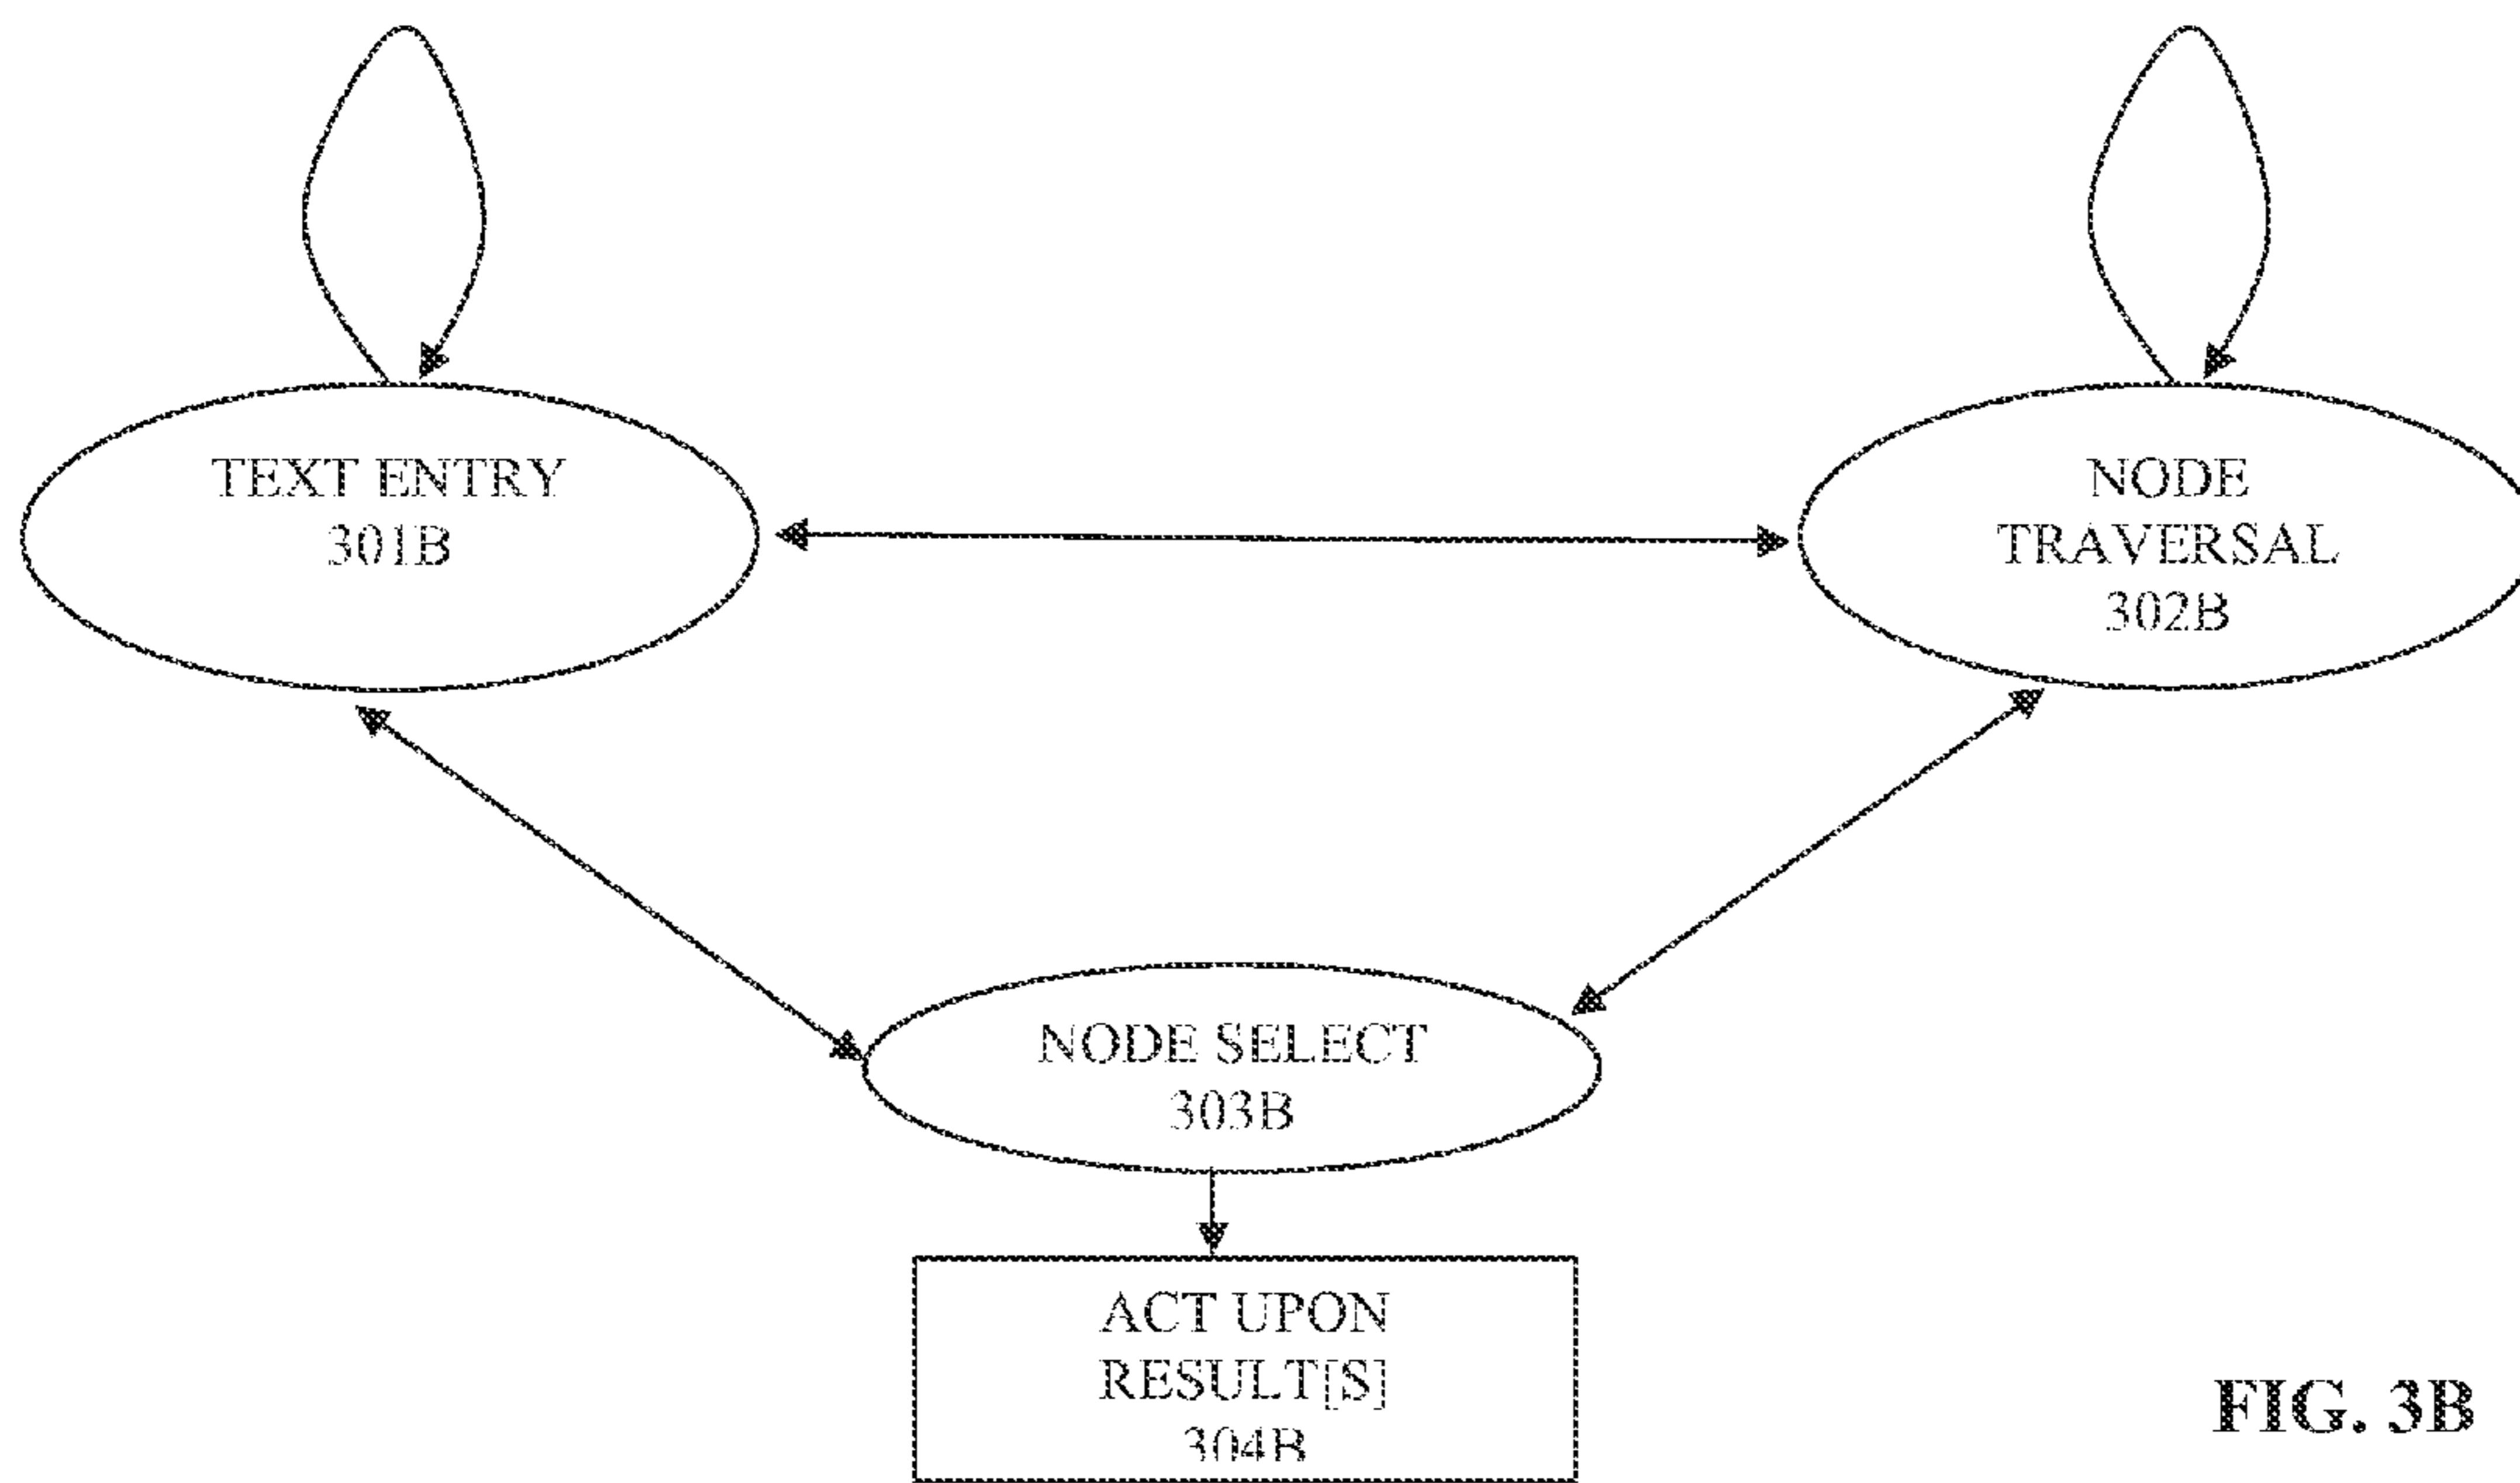 TEXT ENTRY
301B
NODE
TRAVERSAL
302B
NODE SELECT
303B
ACT UPON
RESULT[S]
304B
FIG. 3B